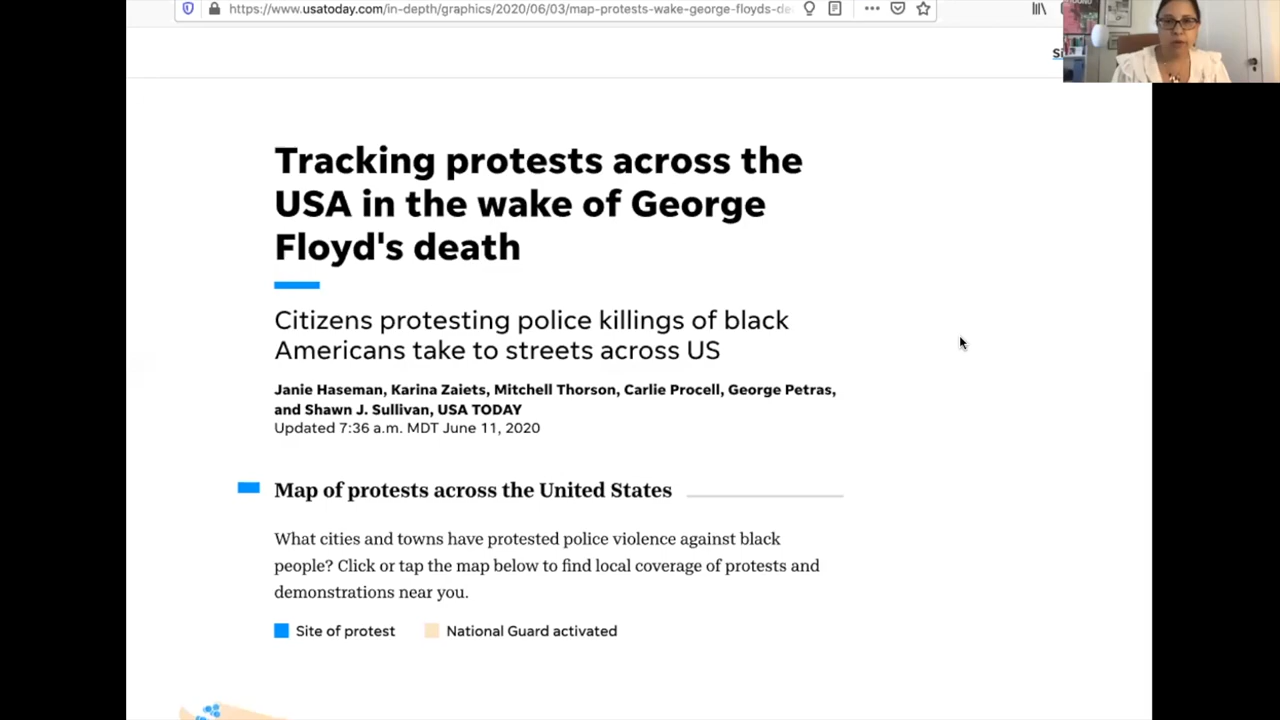 https://www.usatoday.com/in-depth/graphics/2020/06/03/map-protests-wake-george-floyds-de
Tracking protests across the
USA in the wake of George
Floyd's death
Citizens protesting police killings of black
Americans take to streets across US
Janie Haseman, Karina Zaiets, Mitchell Thorson, Carlie Procell, George Petras,
and Shawn J. Sullivan, USA TODAY
Updated 7:36 a.m. MDT June 11, 2020
Map of protests across the United States
What cities and towns have protested police violence against black
people? Click or tap the map below to find local coverage of protests and
demonstrations near you.
Site of protest National Guard activated